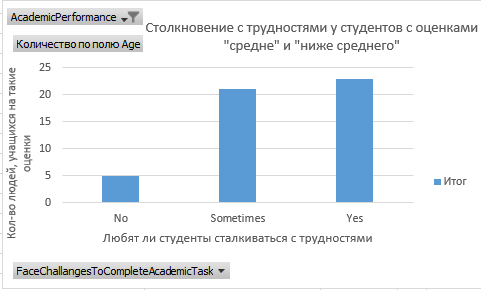 AcademicPerformance
Количество по полю Age
Столкновение с трудностями у студентов с оценками
"средне" и "ниже среднего"
Кол-во людей, учащихся на такие
оценки
25
20
15
10
5
0
No Sometimes Yes
Итог
Любят ли студенты сталкиваться с трудностями
FaceChallangesToCompleteAcademicTask